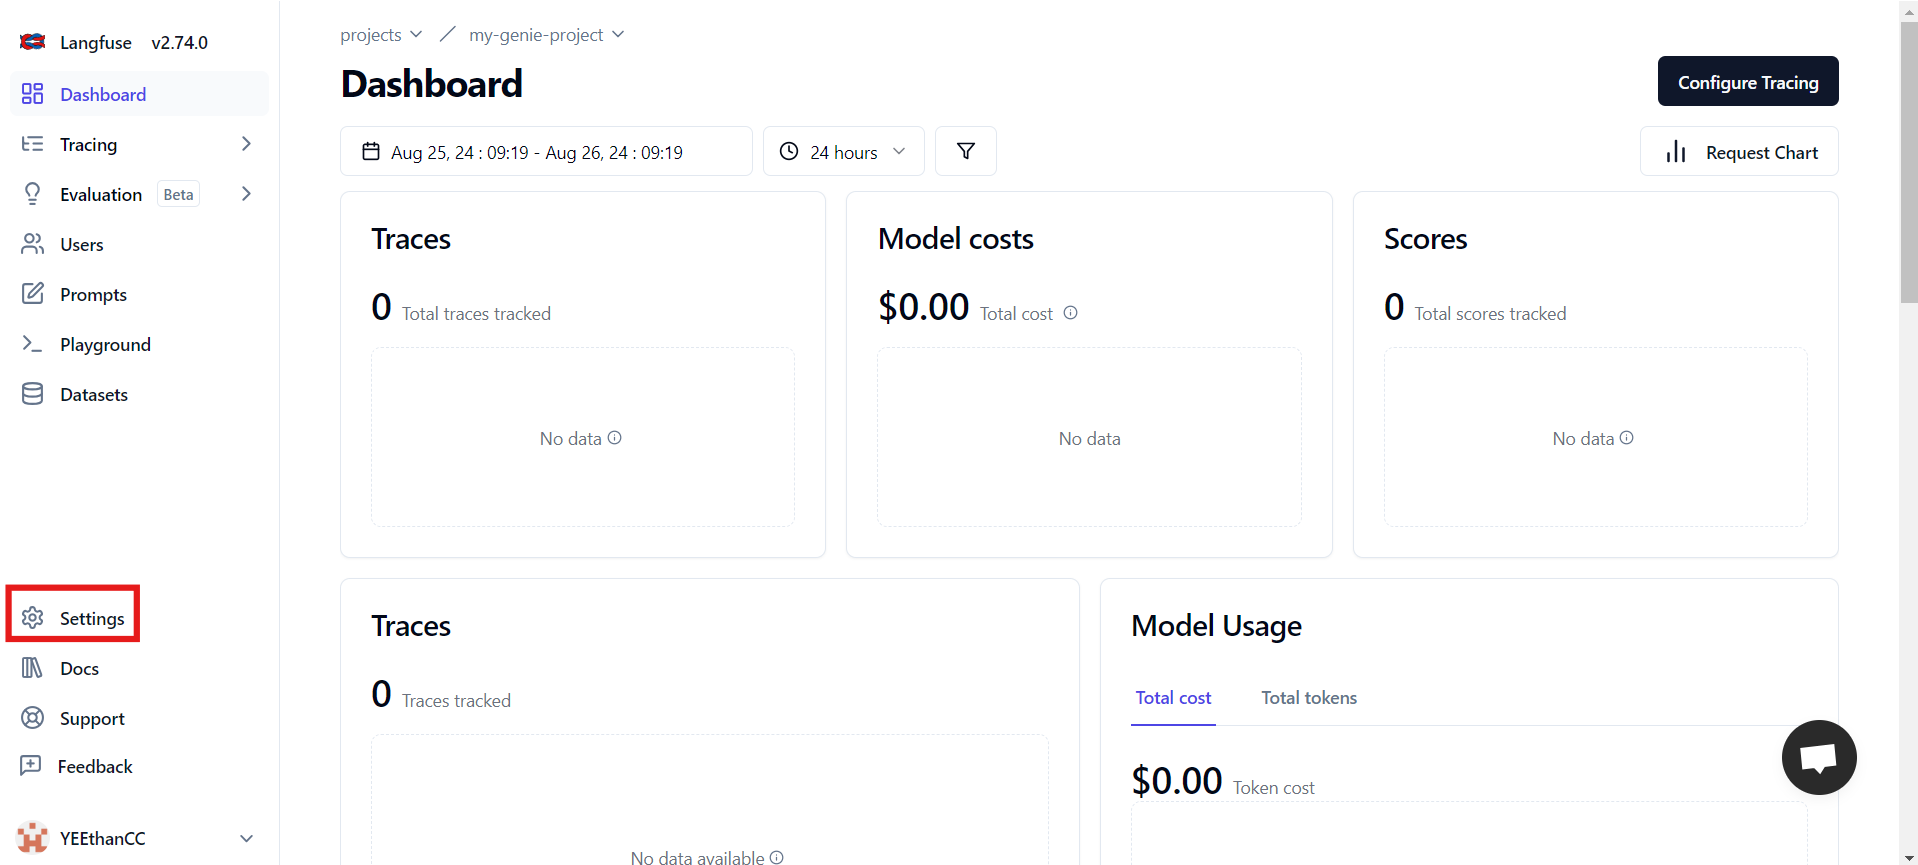 Langfuse v2.74.0
Dashboard
Tracing
Evaluation Beta
Users
Prompts
Playground
Datasets
Settings
Docs
Support
Feedback
YEEthanCC
projects my-genie-project
Dashboard
Configure Tracing
Aug 25, 24 : 09:19 - Aug 26, 24 : 09:19
24 hours
Request Chart
Traces
0 Total traces tracked
No data
Model costs
$0.00 Total cost
No data
Scores
0 Total scores tracked
No data
Traces
0 Traces tracked
No data available
Model Usage
Total cost Total tokens
$0.00 Token cost